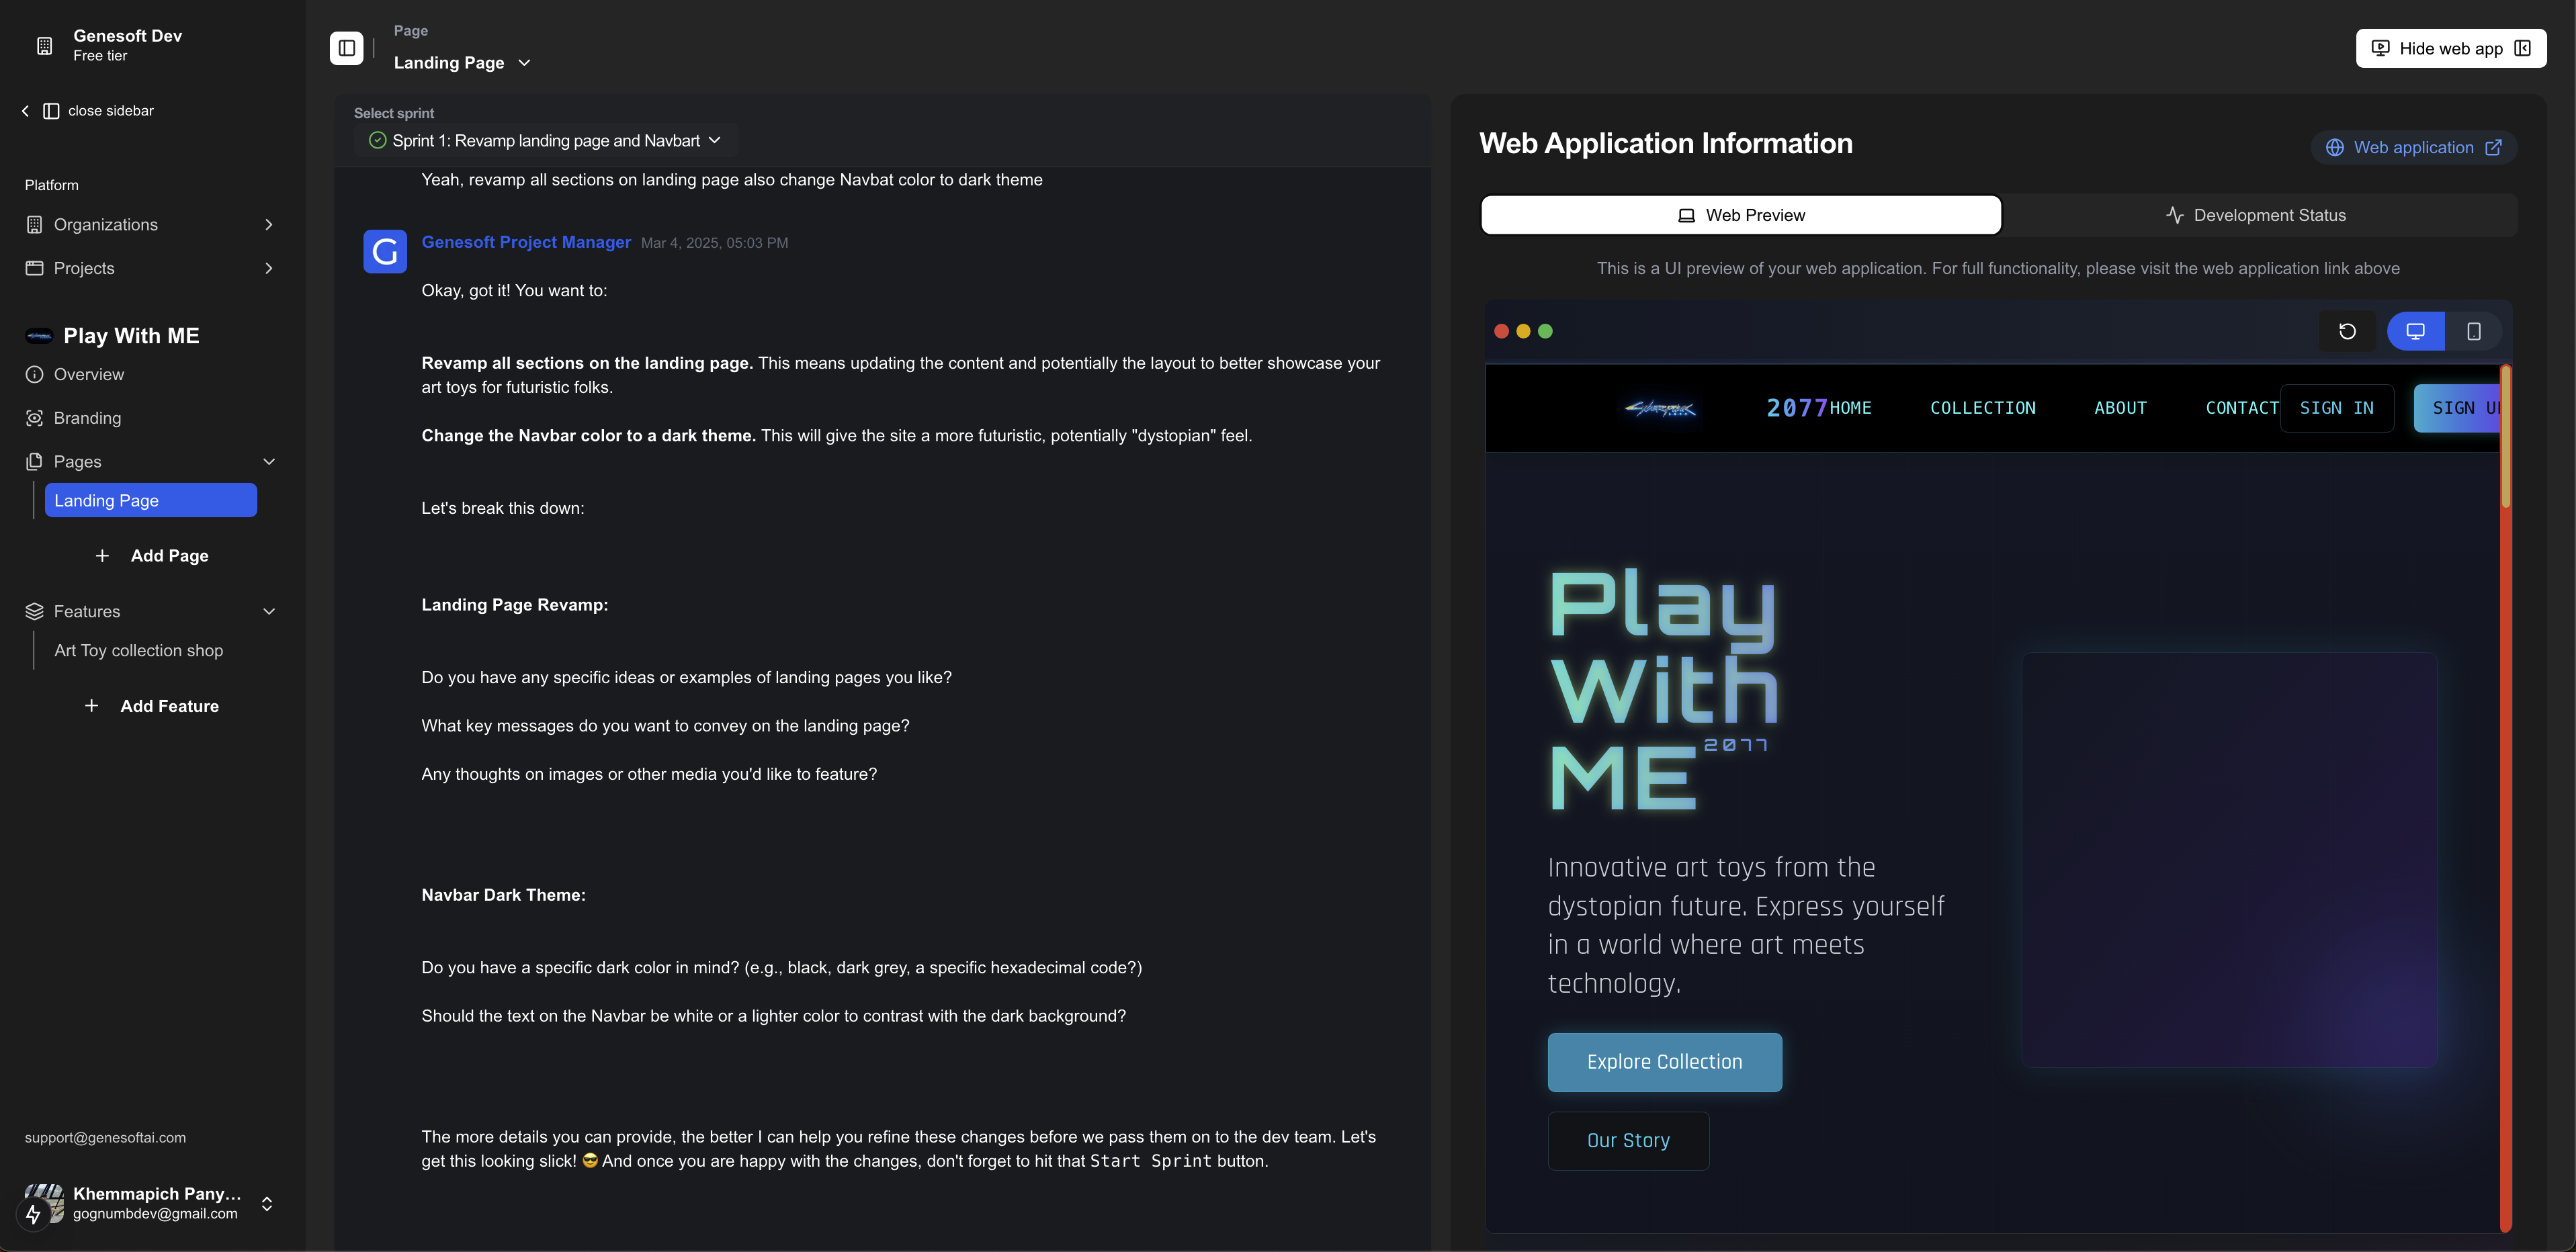 Genesoft Dev
Free tier
close sidebar
Platform
Organizations
Projects
Play With ME
Overview
Branding
Pages
Landing Page
Add Page
Features
Art Toy collection shop
Add Feature
support@genesoftai.com
Khemmapich Pany...
gognumbdev@gmail.com
Page
Landing Page
Hide web app
Select sprint
Sprint 1: Revamp landing page and Navbart
Yeah, revamp all sections on landing page also change Navbat color to dark theme
G
Genesoft Project Manager Mar 4, 2025, 05:03 PM
Okay, got it! You want to:
Revamp all sections on the landing page. This means updating the content and potentially the layout to better showcase your
art toys for futuristic folks.
Change the Navbar color to a dark theme. This will give the site a more futuristic, potentially "dystopian" feel.
Let's break this down:
Landing Page Revamp:
Do you have any specific ideas or examples of landing pages you like?
What key messages do you want to convey on the landing page?
Any thoughts on images or other media you'd like to feature?
Navbar Dark Theme:
Do you have a specific dark color in mind? (e.g., black, dark grey, a specific hexadecimal code?)
Should the text on the Navbar be white or a lighter color to contrast with the dark background?
The more details you can provide, the better I can help you refine these changes before we pass them on to the dev team. Let's
get this looking slick! 😎 And once you are happy with the changes, don't forget to hit that Start Sprint button.
Web Application Information
Web application
Web Preview
Development Status
This is a UI preview of your web application. For full functionality, please visit the web application link above
2077 HOME COLLECTION ABOUT CONTACT SIGN IN SIGN U
Play
With
ME 2077
Innovative art toys from the
dystopian future. Express yourself
in a world where art meets
technology.
Explore Collection
Our Story